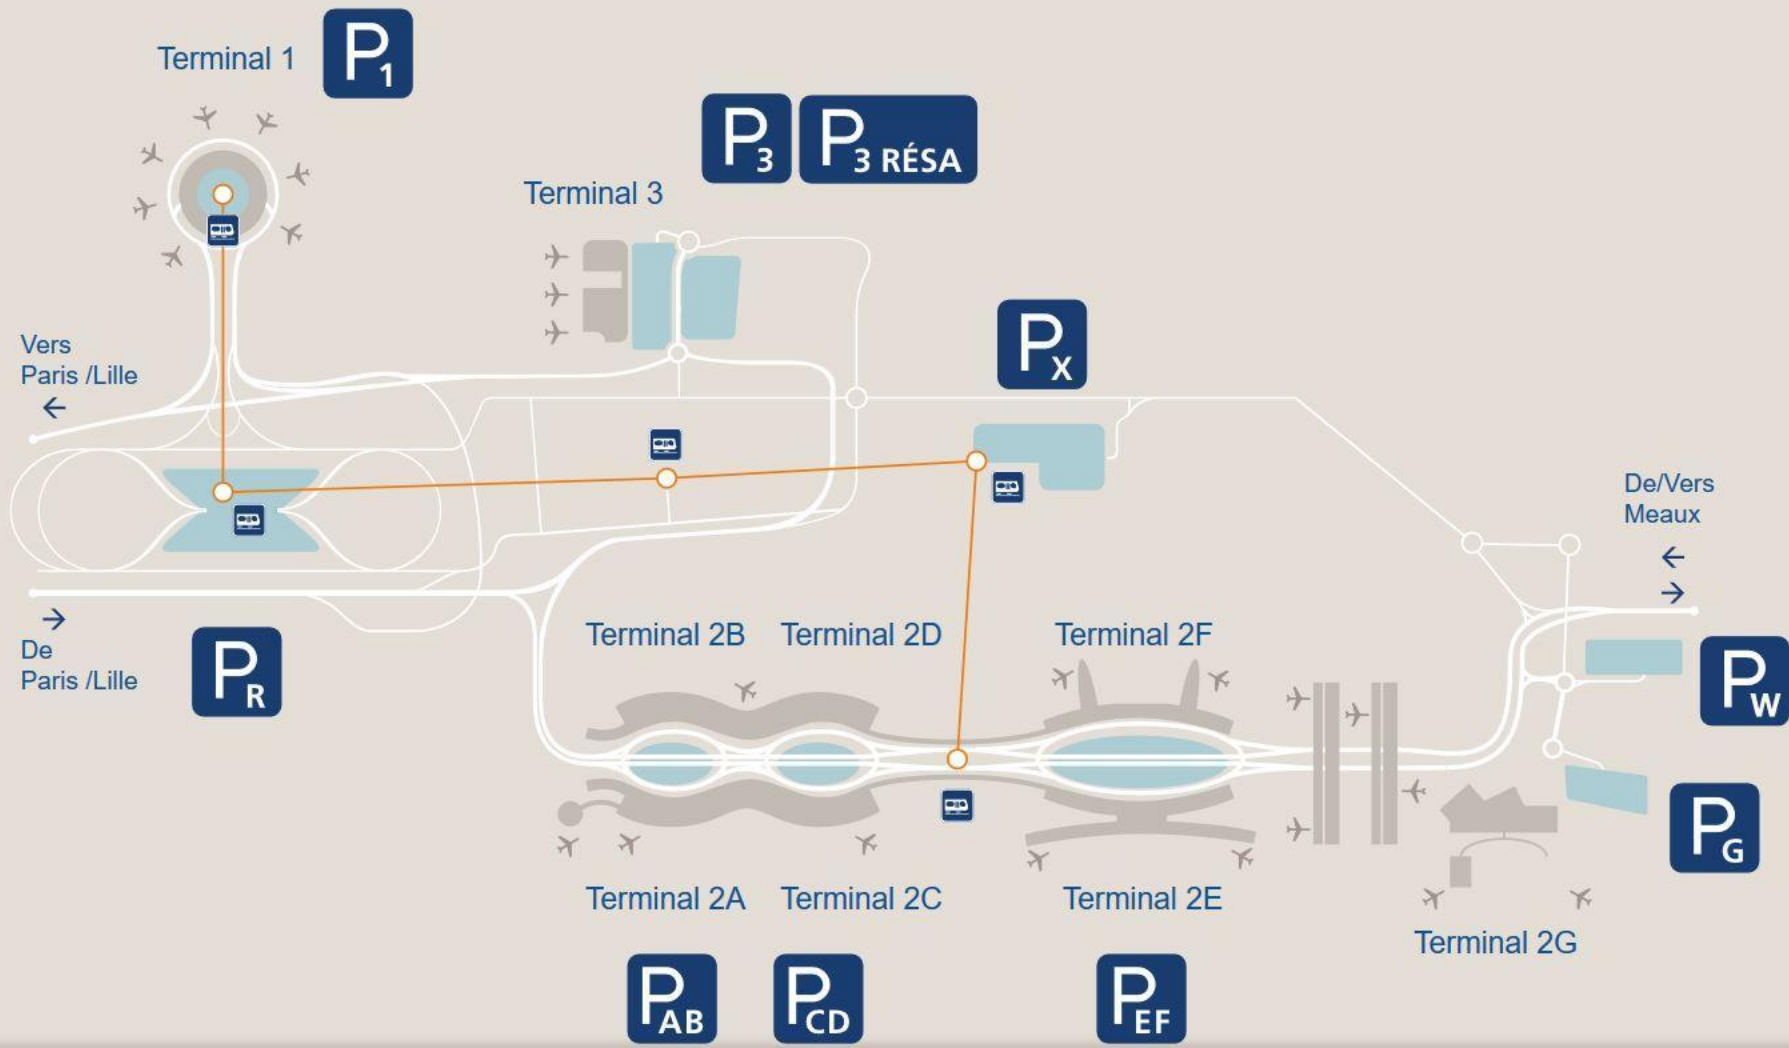 Terminal 1
P1
P3
P3 RÉSA
Terminal 3
PX
Vers
Paris /Lille
←
De/Vers
Meaux
←
→
→
De
Paris /Lille
PR
Terminal 2B
Terminal 2D
Terminal 2F
PW
PG
Terminal 2A
Terminal 2C
Terminal 2E
Terminal 2G
PAB
PCD
PEF